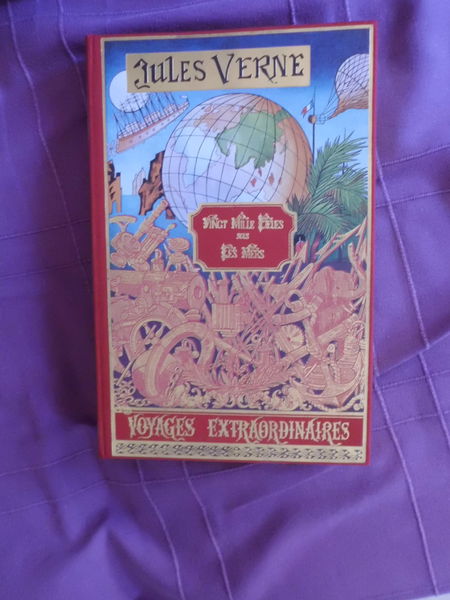 JULES VERNE
VINGT MILLE LIEUES
SOUS
LES MERS
VOYAGES EXTRAORDINAIRES